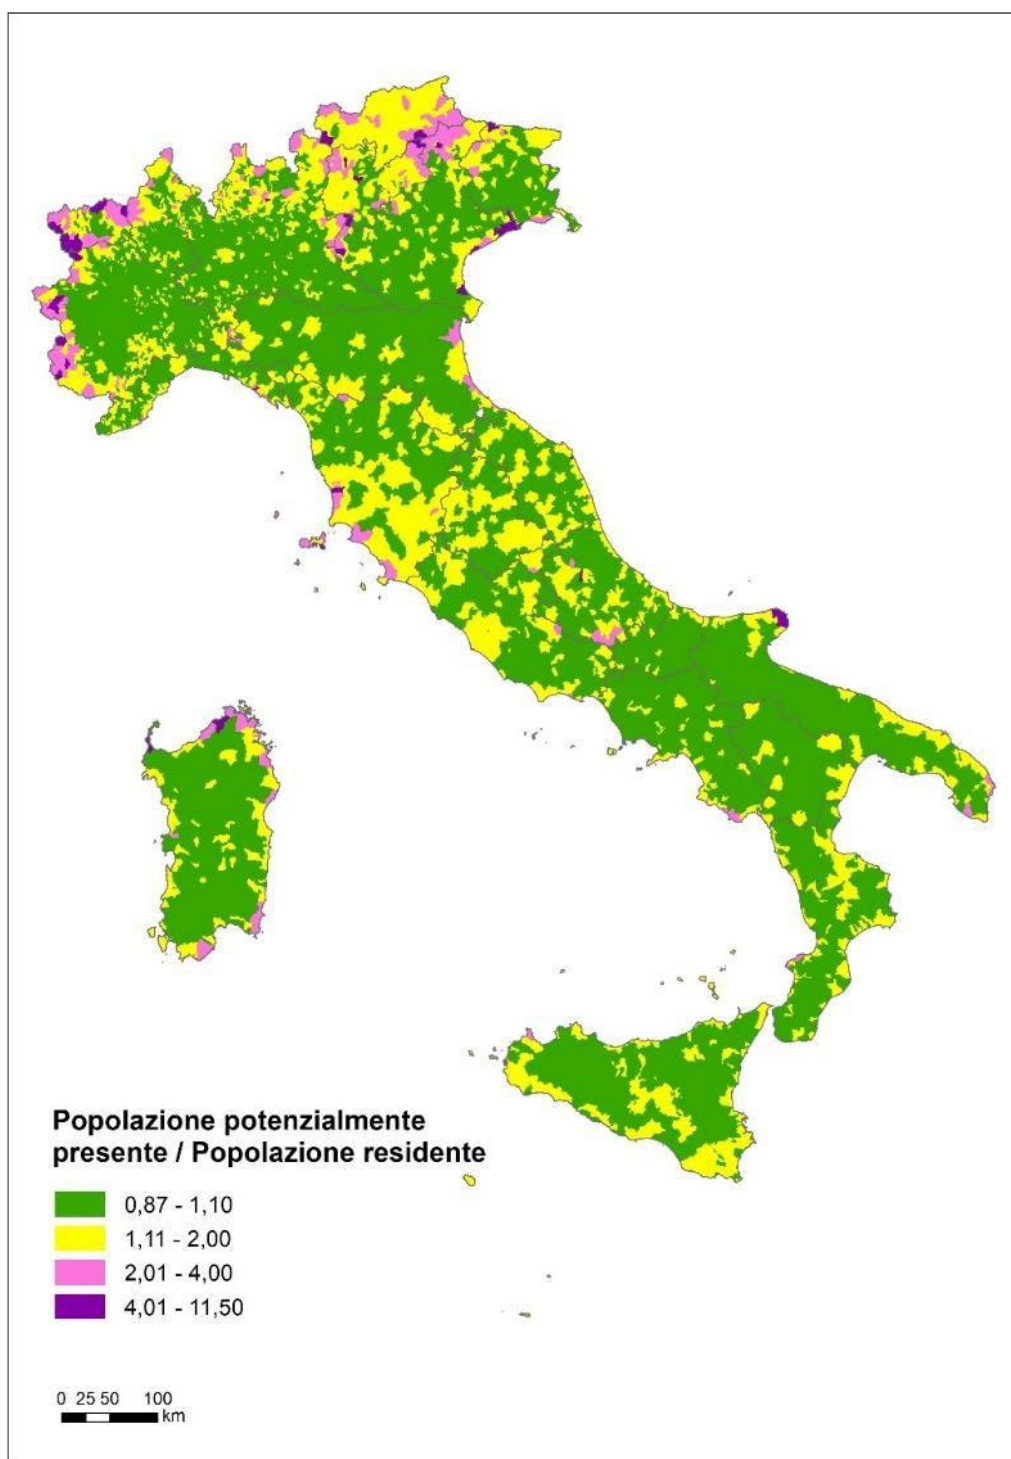 Popolazione potenzialmente
presente / Popolazione residente
0,87 - 1,10
1,11 - 2,00
2,01 - 4,00
4,01 - 11,50
0 25 50 100
km